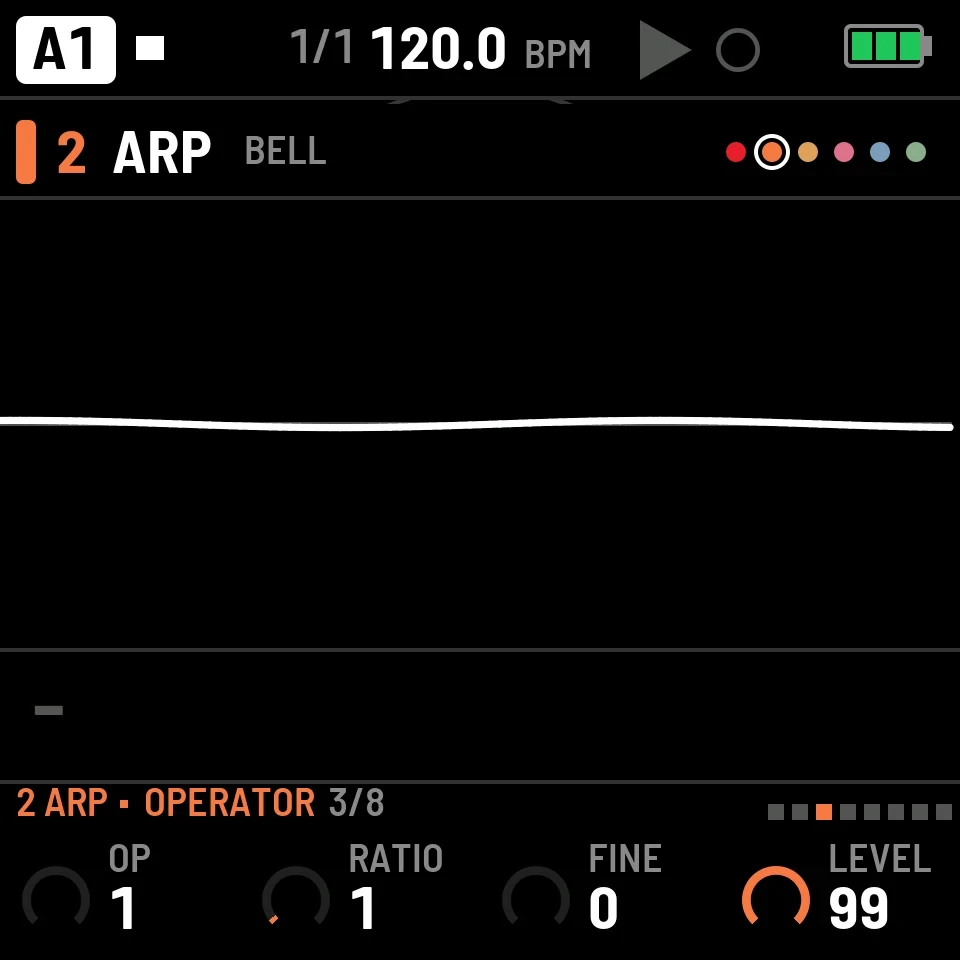 A1 1/1 120.0 BPM
2 ARP BELL
2 ARP · OPERATOR 3/8
OP RATIO FINE LEVEL
1 1 0 99